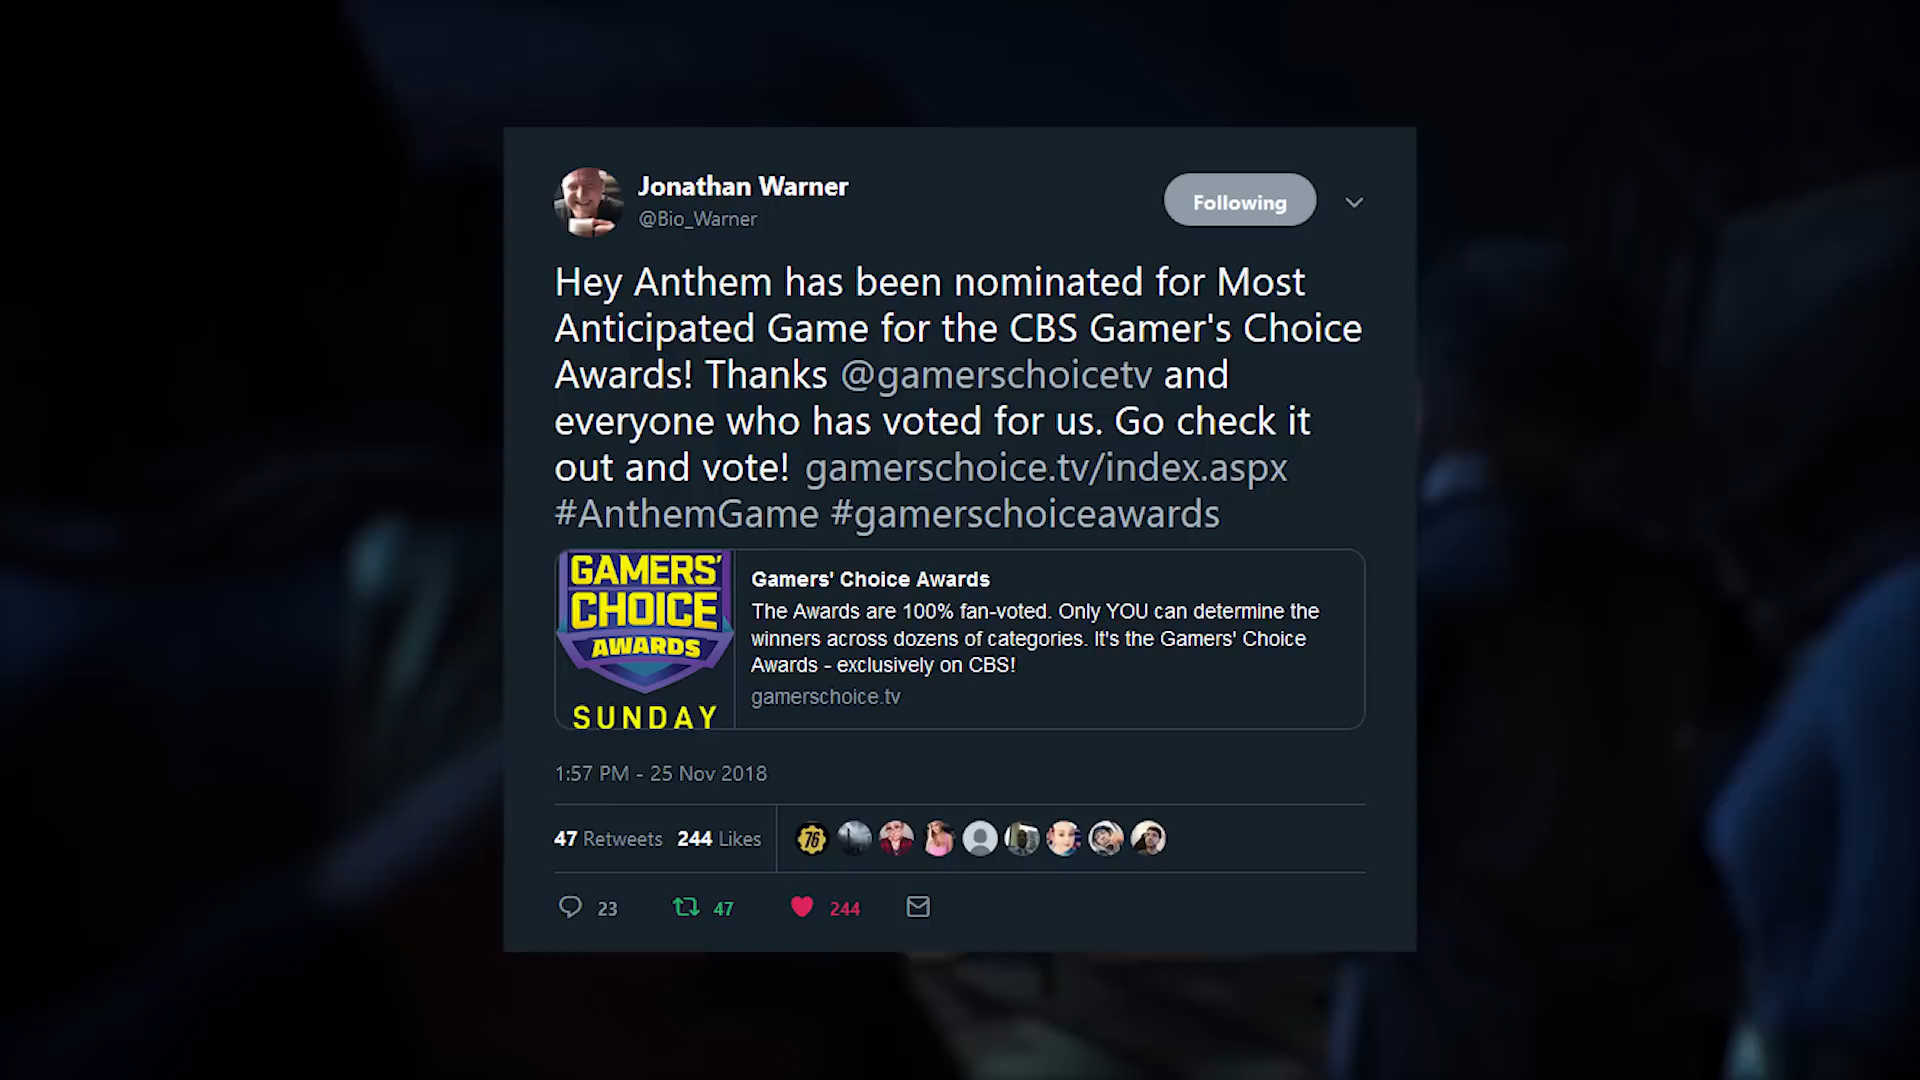 Jonathan Warner
@Bio_Warner
Following
Hey Anthem has been nominated for Most
Anticipated Game for the CBS Gamer's Choice
Awards! Thanks @gamerschoicetv and
everyone who has voted for us. Go check it
out and vote! gamerschoice.tv/index.aspx
#AnthemGame #gamerschoiceawards
GAMERS'
CHOICE
AWARDS
SUNDAY
Gamers' Choice Awards
The Awards are 100% fan-voted. Only YOU can determine the
winners across dozens of categories. It's the Gamers' Choice
Awards - exclusively on CBS!
gamerschoice.tv
1:57 PM - 25 Nov 2018
47 Retweets 244 Likes
76
23 47 244